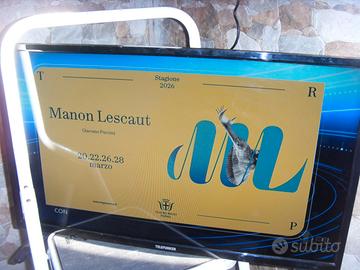 T
Stagione
2026
R
Manon Lescaut
Giacomo Puccini
20.22.26.28
marzo
P
CON
TELEFUNKEN
subito